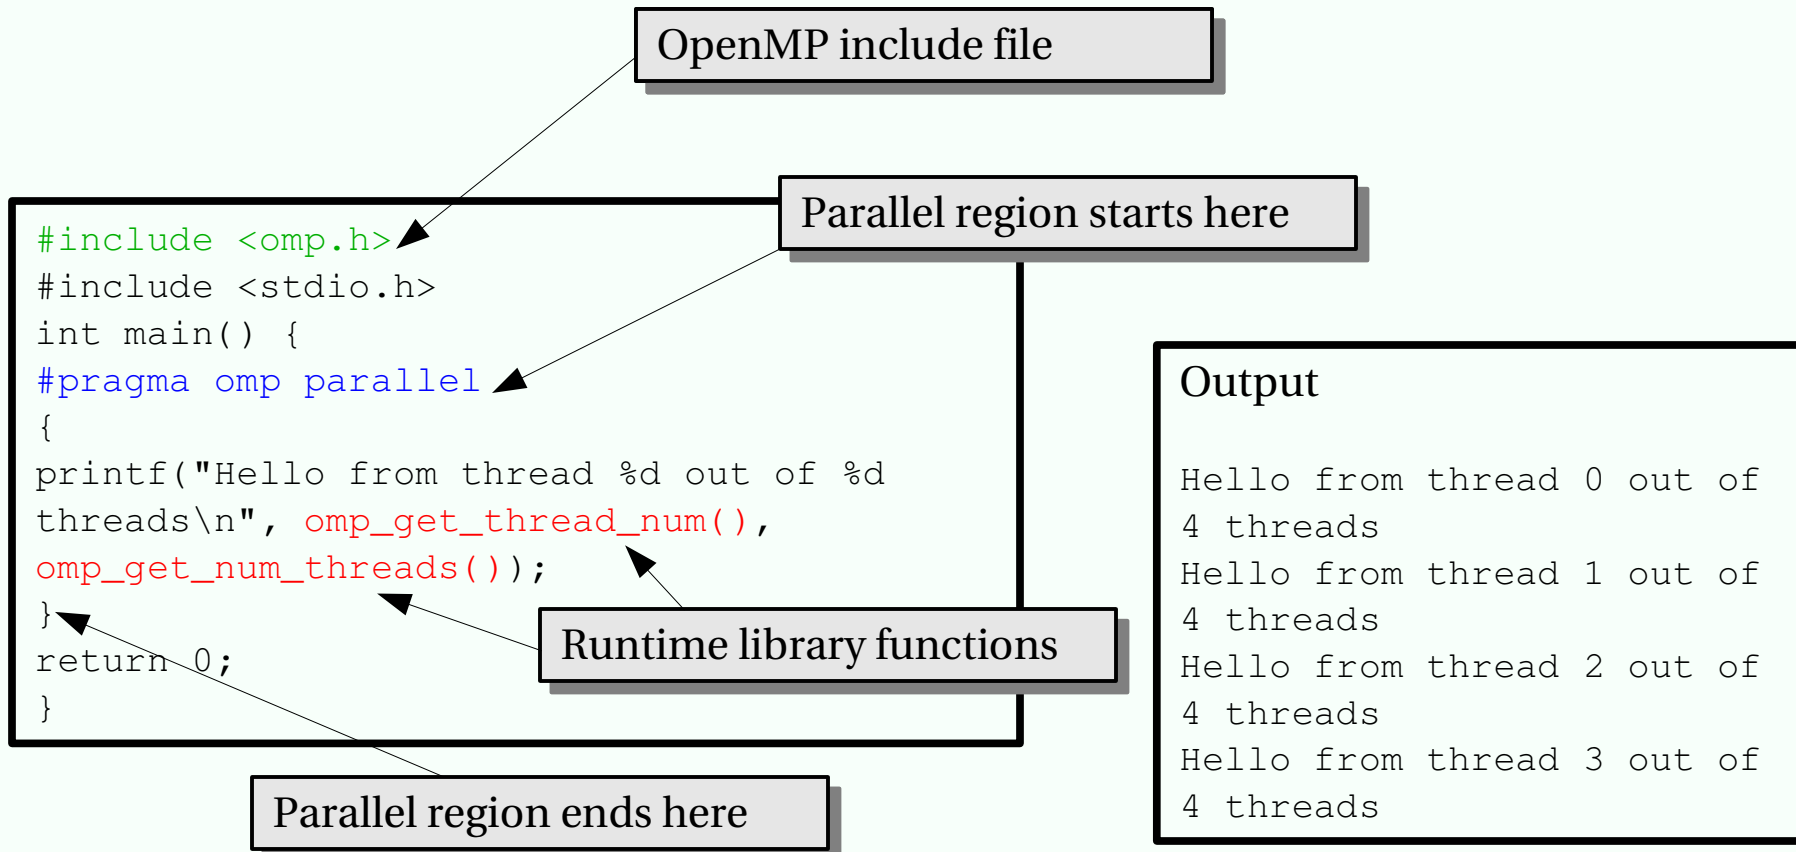 OpenMP include file
Parallel region starts here
#include <omp.h>
#include <stdio.h>
int main() {
#pragma omp parallel
{
printf("Hello from thread %d out of %d
threads\n", omp_get_thread_num(),
omp_get_num_threads());
}
return 0;
}
Runtime library functions
Parallel region ends here
Output
Hello from thread 0 out of
4 threads
Hello from thread 1 out of
4 threads
Hello from thread 2 out of
4 threads
Hello from thread 3 out of
4 threads